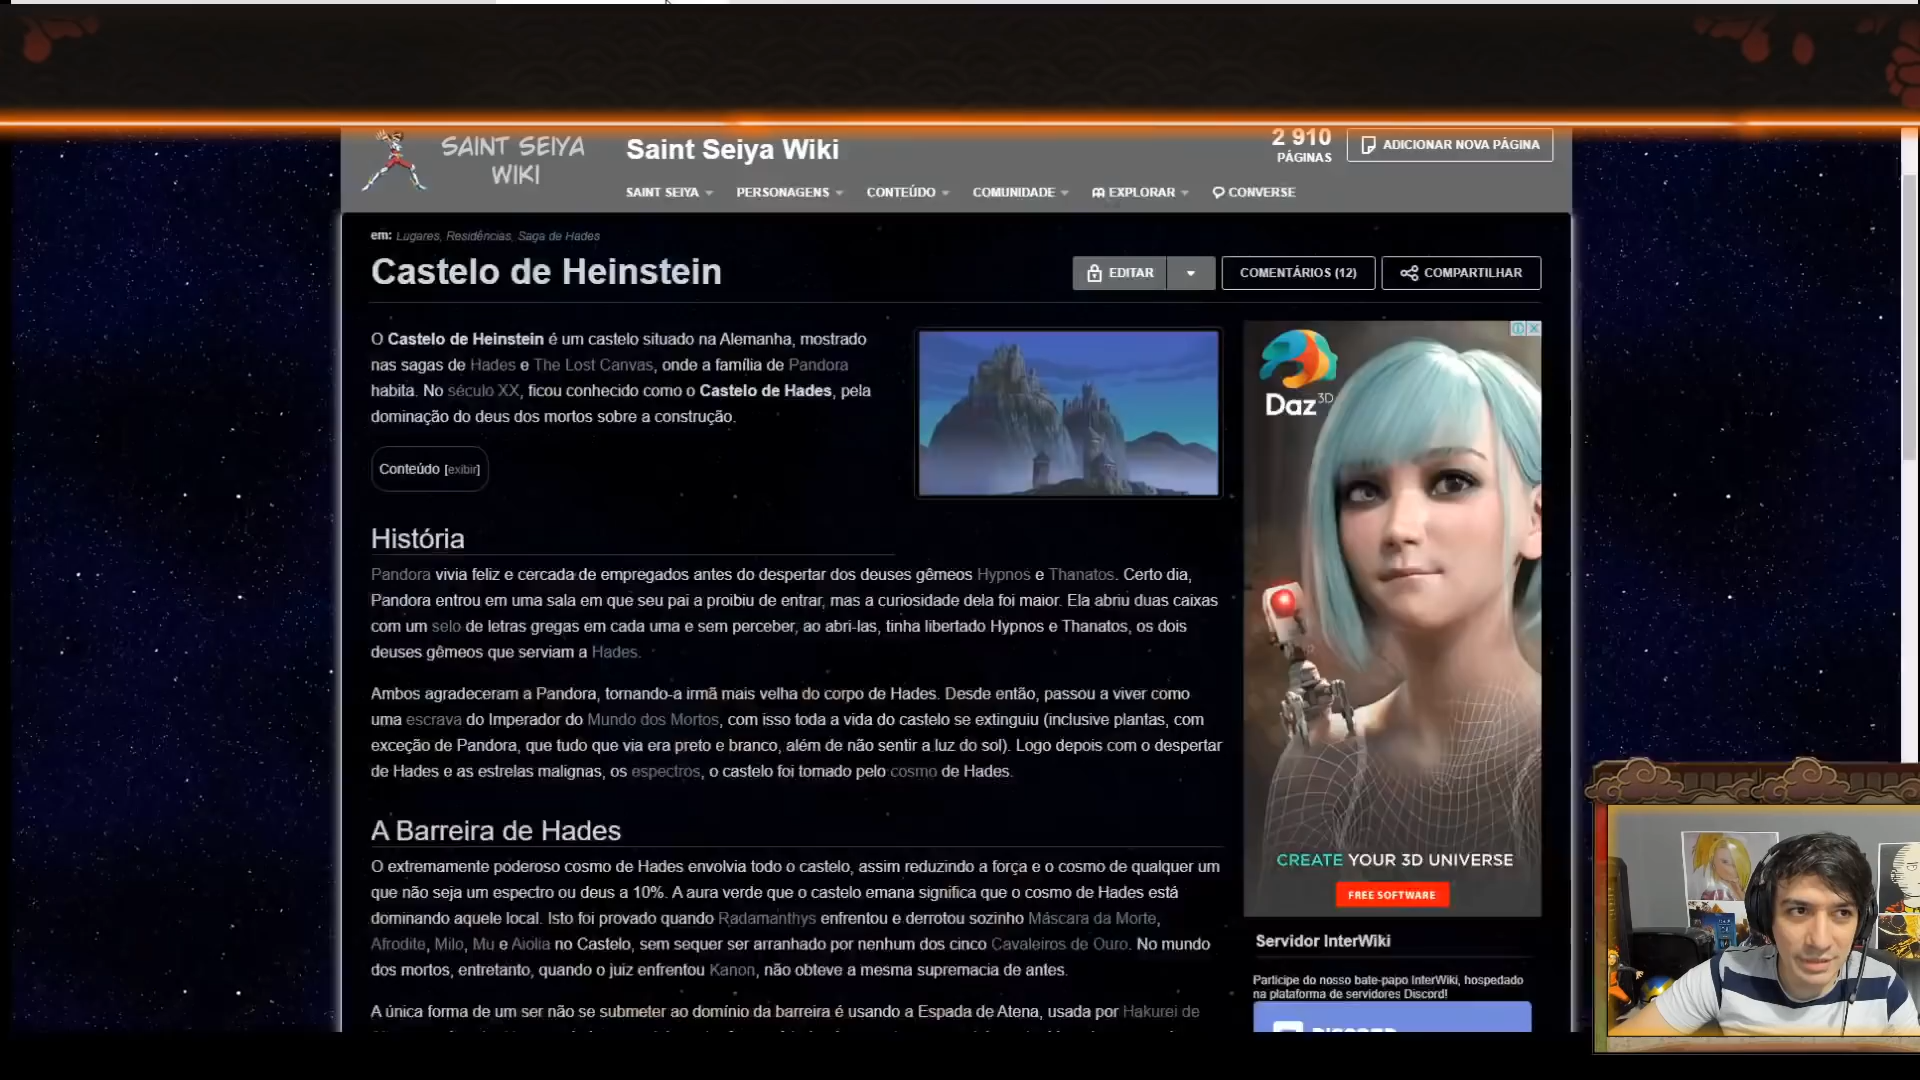 SAINT SEIYA
WIKI
Saint Seiya Wiki
2 910
PÁGINAS
ADICIONAR NOVA PÁGINA
SAINT SEIYA
PERSONAGENS
CONTEÚDO
COMUNIDADE
EXPLORAR
CONVERSE
em: Lugares, Residências, Saga de Hades
Castelo de Heinstein
EDITAR
COMENTÁRIOS (12)
COMPARTILHAR
O Castelo de Heinstein é um castelo situado na Alemanha, mostrado
nas sagas de Hades e The Lost Canvas, onde a família de Pandora
habita. No século XX, ficou conhecido como o Castelo de Hades, pela
dominação do deus dos mortos sobre a construção.
Conteúdo [exibir]
História
Pandora vivia feliz e cercada de empregados antes do despertar dos deuses gêmeos Hypnos e Thanatos. Certo dia,
Pandora entrou em uma sala em que seu pai a proibiu de entrar, mas a curiosidade dela foi maior. Ela abriu duas caixas
com um selo de letras gregas em cada uma e sem perceber, ao abri-las, tinha libertado Hypnos e Thanatos, os dois
deuses gêmeos que serviam a Hades.
Ambos agradeceram a Pandora, tornando-a irmã mais velha do corpo de Hades. Desde então, passou a viver como
uma escrava do Imperador do Mundo dos Mortos, com isso toda a vida do castelo se extinguiu (inclusive plantas, com
exceção de Pandora, que tudo que via era preto e branco, além de não sentir a luz do sol). Logo depois com o despertar
de Hades e as estrelas malignas, os espectros, o castelo foi tomado pelo cosmo de Hades.
A Barreira de Hades
O extremamente poderoso cosmo de Hades envolvia todo o castelo, assim reduzindo a força e o cosmo de qualquer um
que não seja um espectro ou deus a 10%. A aura verde que o castelo emana significa que o cosmo de Hades está
dominando aquele local. Isto foi provado quando Radamanthys enfrentou e derrotou sozinho Máscara da Morte,
Afrodite, Milo, Mu e Aiolia no Castelo, sem sequer ser arranhado por nenhum dos cinco Cavaleiros de Ouro. No mundo
dos mortos, entretanto, quando o juiz enfrentou Kanon, não obteve a mesma supremacia de antes.
A única forma de um ser não se submeter ao domínio da barreira é usando a Espada de Atena, usada por Hakurei de
Daz 3D
CREATE YOUR 3D UNIVERSE
FREE SOFTWARE
Servidor InterWiki
Participe do nosso bate-papo InterWiki, hospedado
na plataforma de servidores Discord!